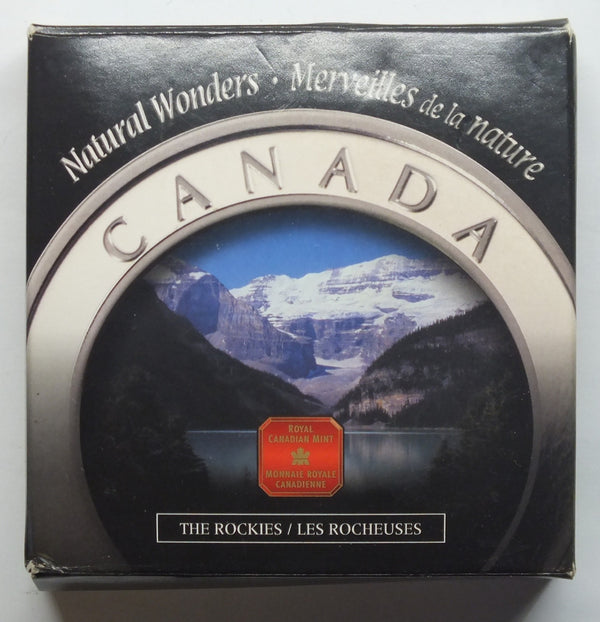 Natural Wonders · Merveilles de la nature
CANADA
ROYAL
CANADIAN MINT
MONNAIE ROYALE
CANADIENNE
THE ROCKIES / LES ROCHEUSES